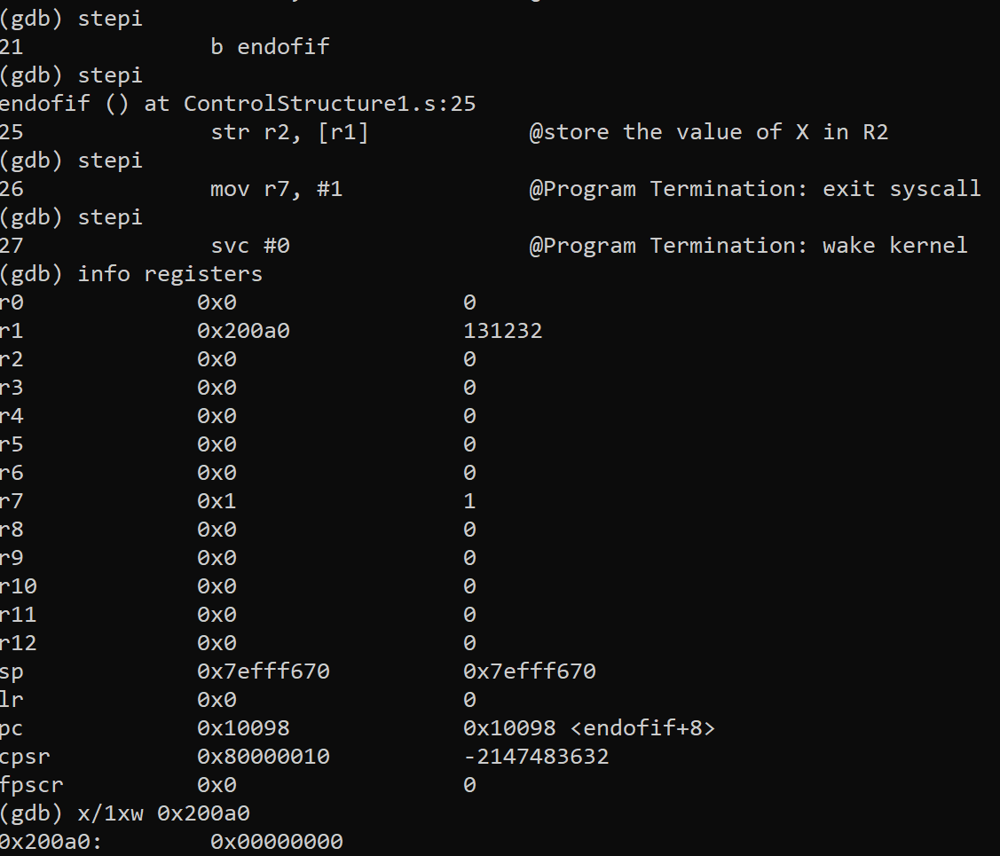 (gdb) stepi
21 b endofif
(gdb) stepi
endofif () at ControlStructure1.s:25
25 str r2, [r1] @store the value of X in R2
(gdb) stepi
26 mov r7, #1 @Program Termination: exit syscall
(gdb) stepi
27 svc #0 @Program Termination: wake kernel
(gdb) info registers
r0 0x0 0
r1 0x200a0 131232
r2 0x0 0
r3 0x0 0
r4 0x0 0
r5 0x0 0
r6 0x0 0
r7 0x1 1
r8 0x0 0
r9 0x0 0
r10 0x0 0
r11 0x0 0
r12 0x0 0
sp 0x7efff670 0x7efff670
lr 0x0 0
pc 0x10098 0x10098 <endofif+8>
cpsr 0x80000010 -2147483632
fpscr 0x0 0
(gdb) x/1xw 0x200a0
0x200a0: 0x00000000